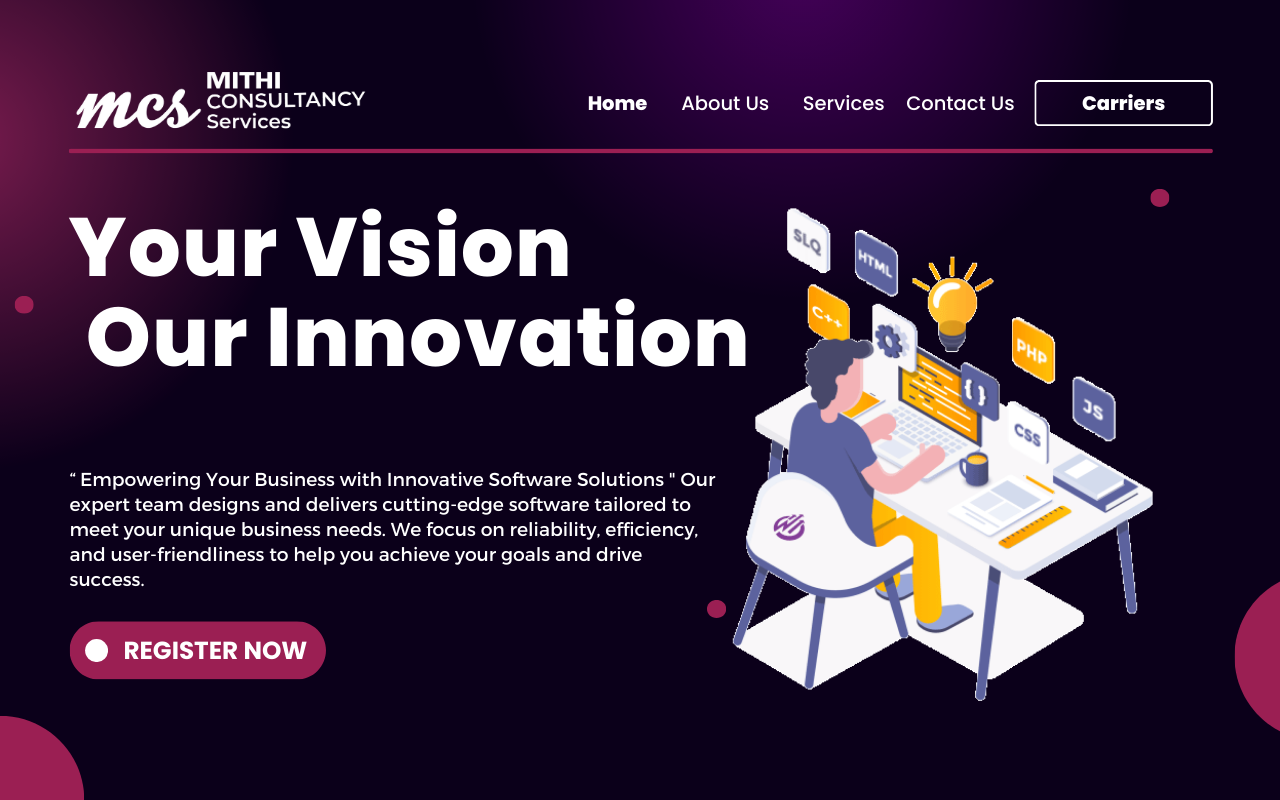 mcs
MITHI
CONSULTANCY
Services
Home About Us Services Contact Us Carriers
Your Vision
Our Innovation
SLQ
HTML
C++
PHP
{ }
JS
CSS
“ Empowering Your Business with Innovative Software Solutions " Our
expert team designs and delivers cutting-edge software tailored to
meet your unique business needs. We focus on reliability, efficiency,
and user-friendliness to help you achieve your goals and drive
success.
REGISTER NOW